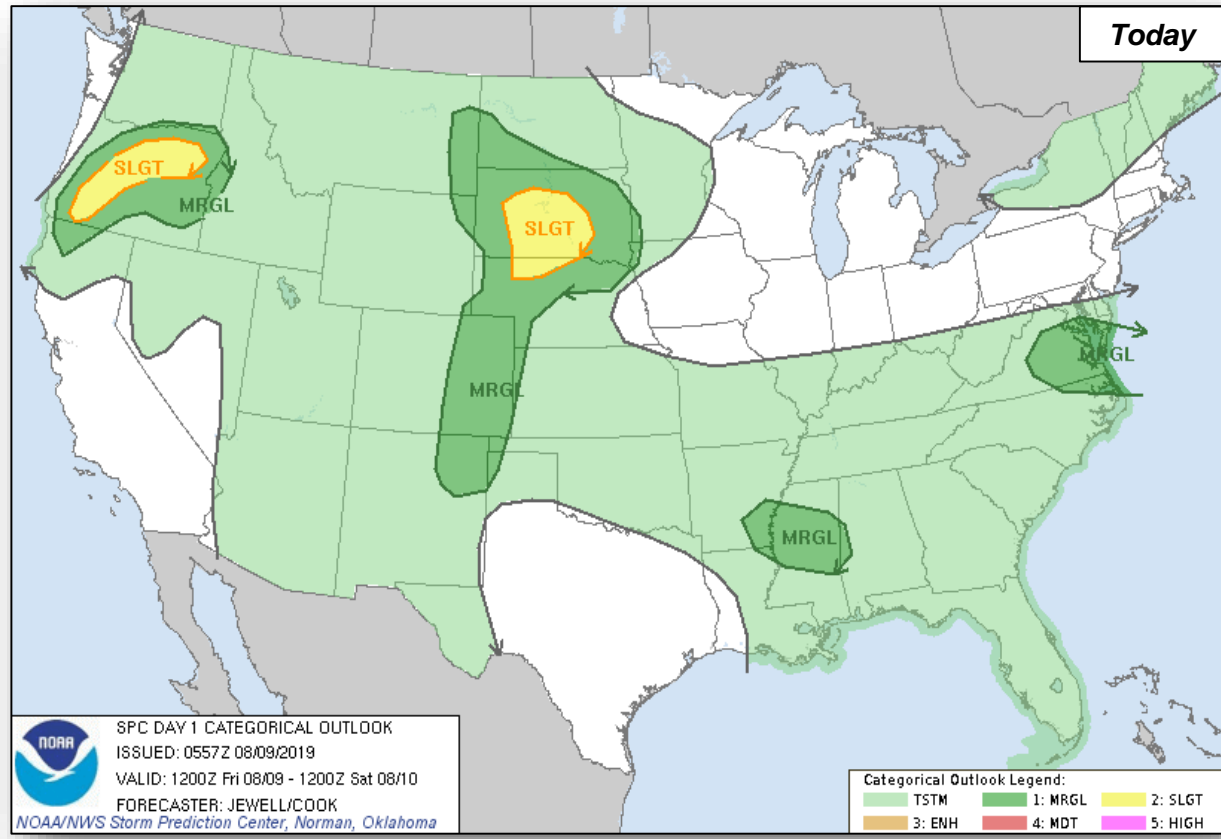 Today
SLGT
MRGL
SLGT
MRGL
MRGL
MRGL
NOAA
SPC DAY 1 CATEGORICAL OUTLOOK
ISSUED: 0557Z 08/09/2019
VALID: 1200Z Fri 08/09 - 1200Z Sat 08/10
FORECASTER: JEWELL/COOK
NOAA/NWS Storm Prediction Center, Norman, Oklahoma
Categorical Outlook Legend:
TSTM 1: MRGL 2: SLGT
3: ENH 4: MDT 5: HIGH